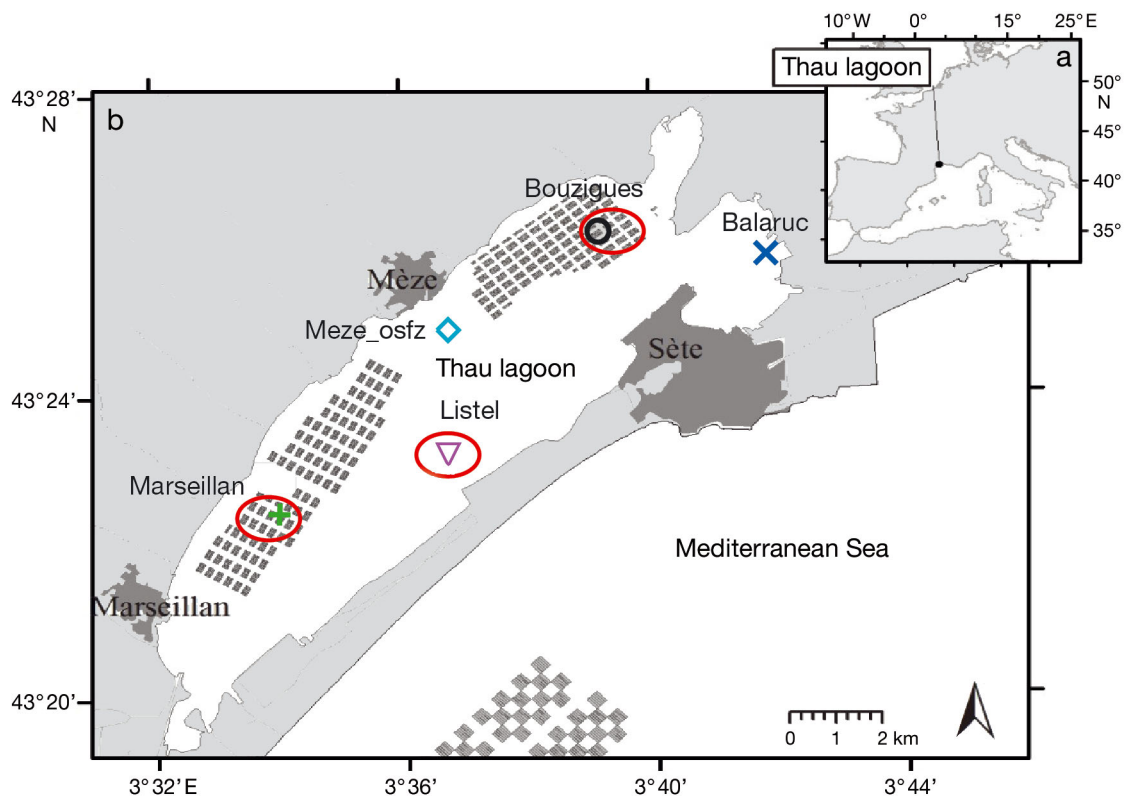 10°W 0° 15° 25°E
Thau lagoon
a
50°
N
45°
40°
35°
43°28'
N
b
Bouzigues
Balaruc
Mèze
Meze_osfz
Sète
Thau lagoon
43°24'
Listel
Marseillan
Mediterranean Sea
Marseillan
43°20'
0 1 2 km
3°32'E 3°36' 3°40' 3°44'